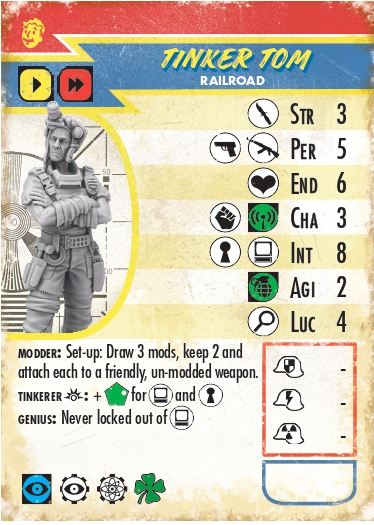 TINKER TOM
RAILROAD
STR 3
PER 5
END 6
CHA 3
INT 8
AGI 2
LUC 4
50
00
MODDER: Set-up: Draw 3 mods, keep 2 and
attach each to a friendly, un-modded weapon.
-
TINKERER : + for and
-
GENIUS: Never locked out of
-